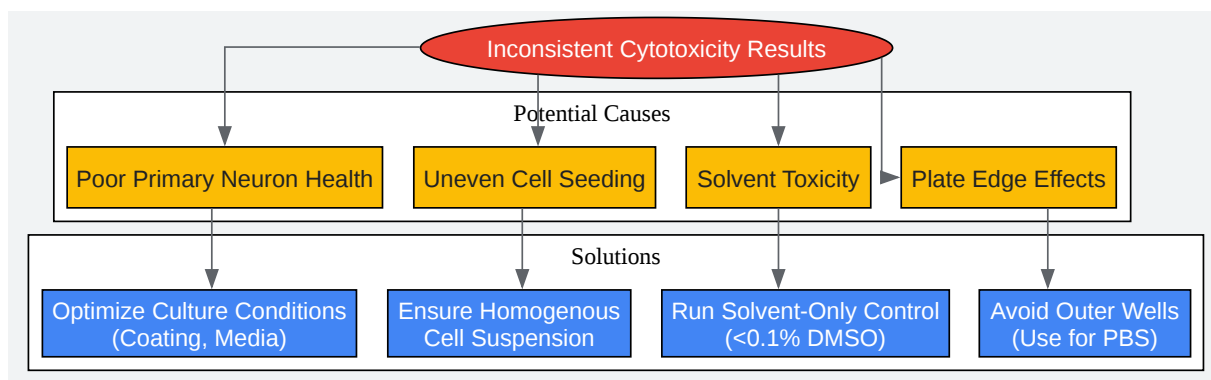 Inconsistent Cytotoxicity Results
Potential Causes
Poor Primary Neuron Health
Uneven Cell Seeding
Solvent Toxicity
Plate Edge Effects
Solutions
Optimize Culture Conditions
(Coating, Media)
Ensure Homogenous
Cell Suspension
Run Solvent-Only Control
(<0.1% DMSO)
Avoid Outer Wells
(Use for PBS)